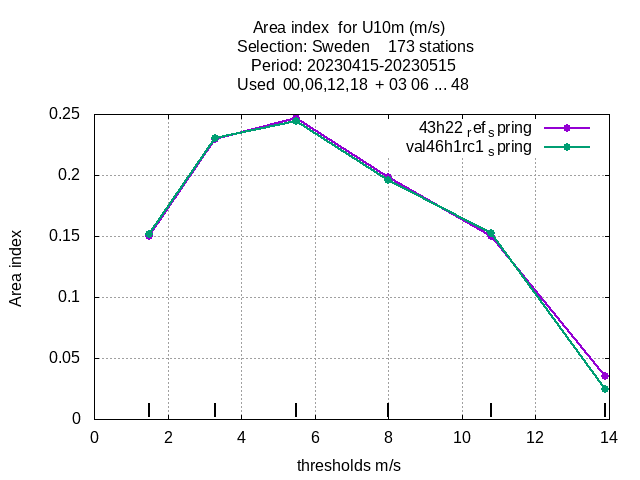 Area index  for U10m (m/s)
Selection: Sweden    173 stations
Period: 20230415-20230515
Used  00,06,12,18  + 03 06 ... 48
43h22 ref spring
val46h1rc1 spring
0.25
0.2
0.15
0.1
0.05
0
Area index
0 2 4 6 8 10 12 14
thresholds m/s